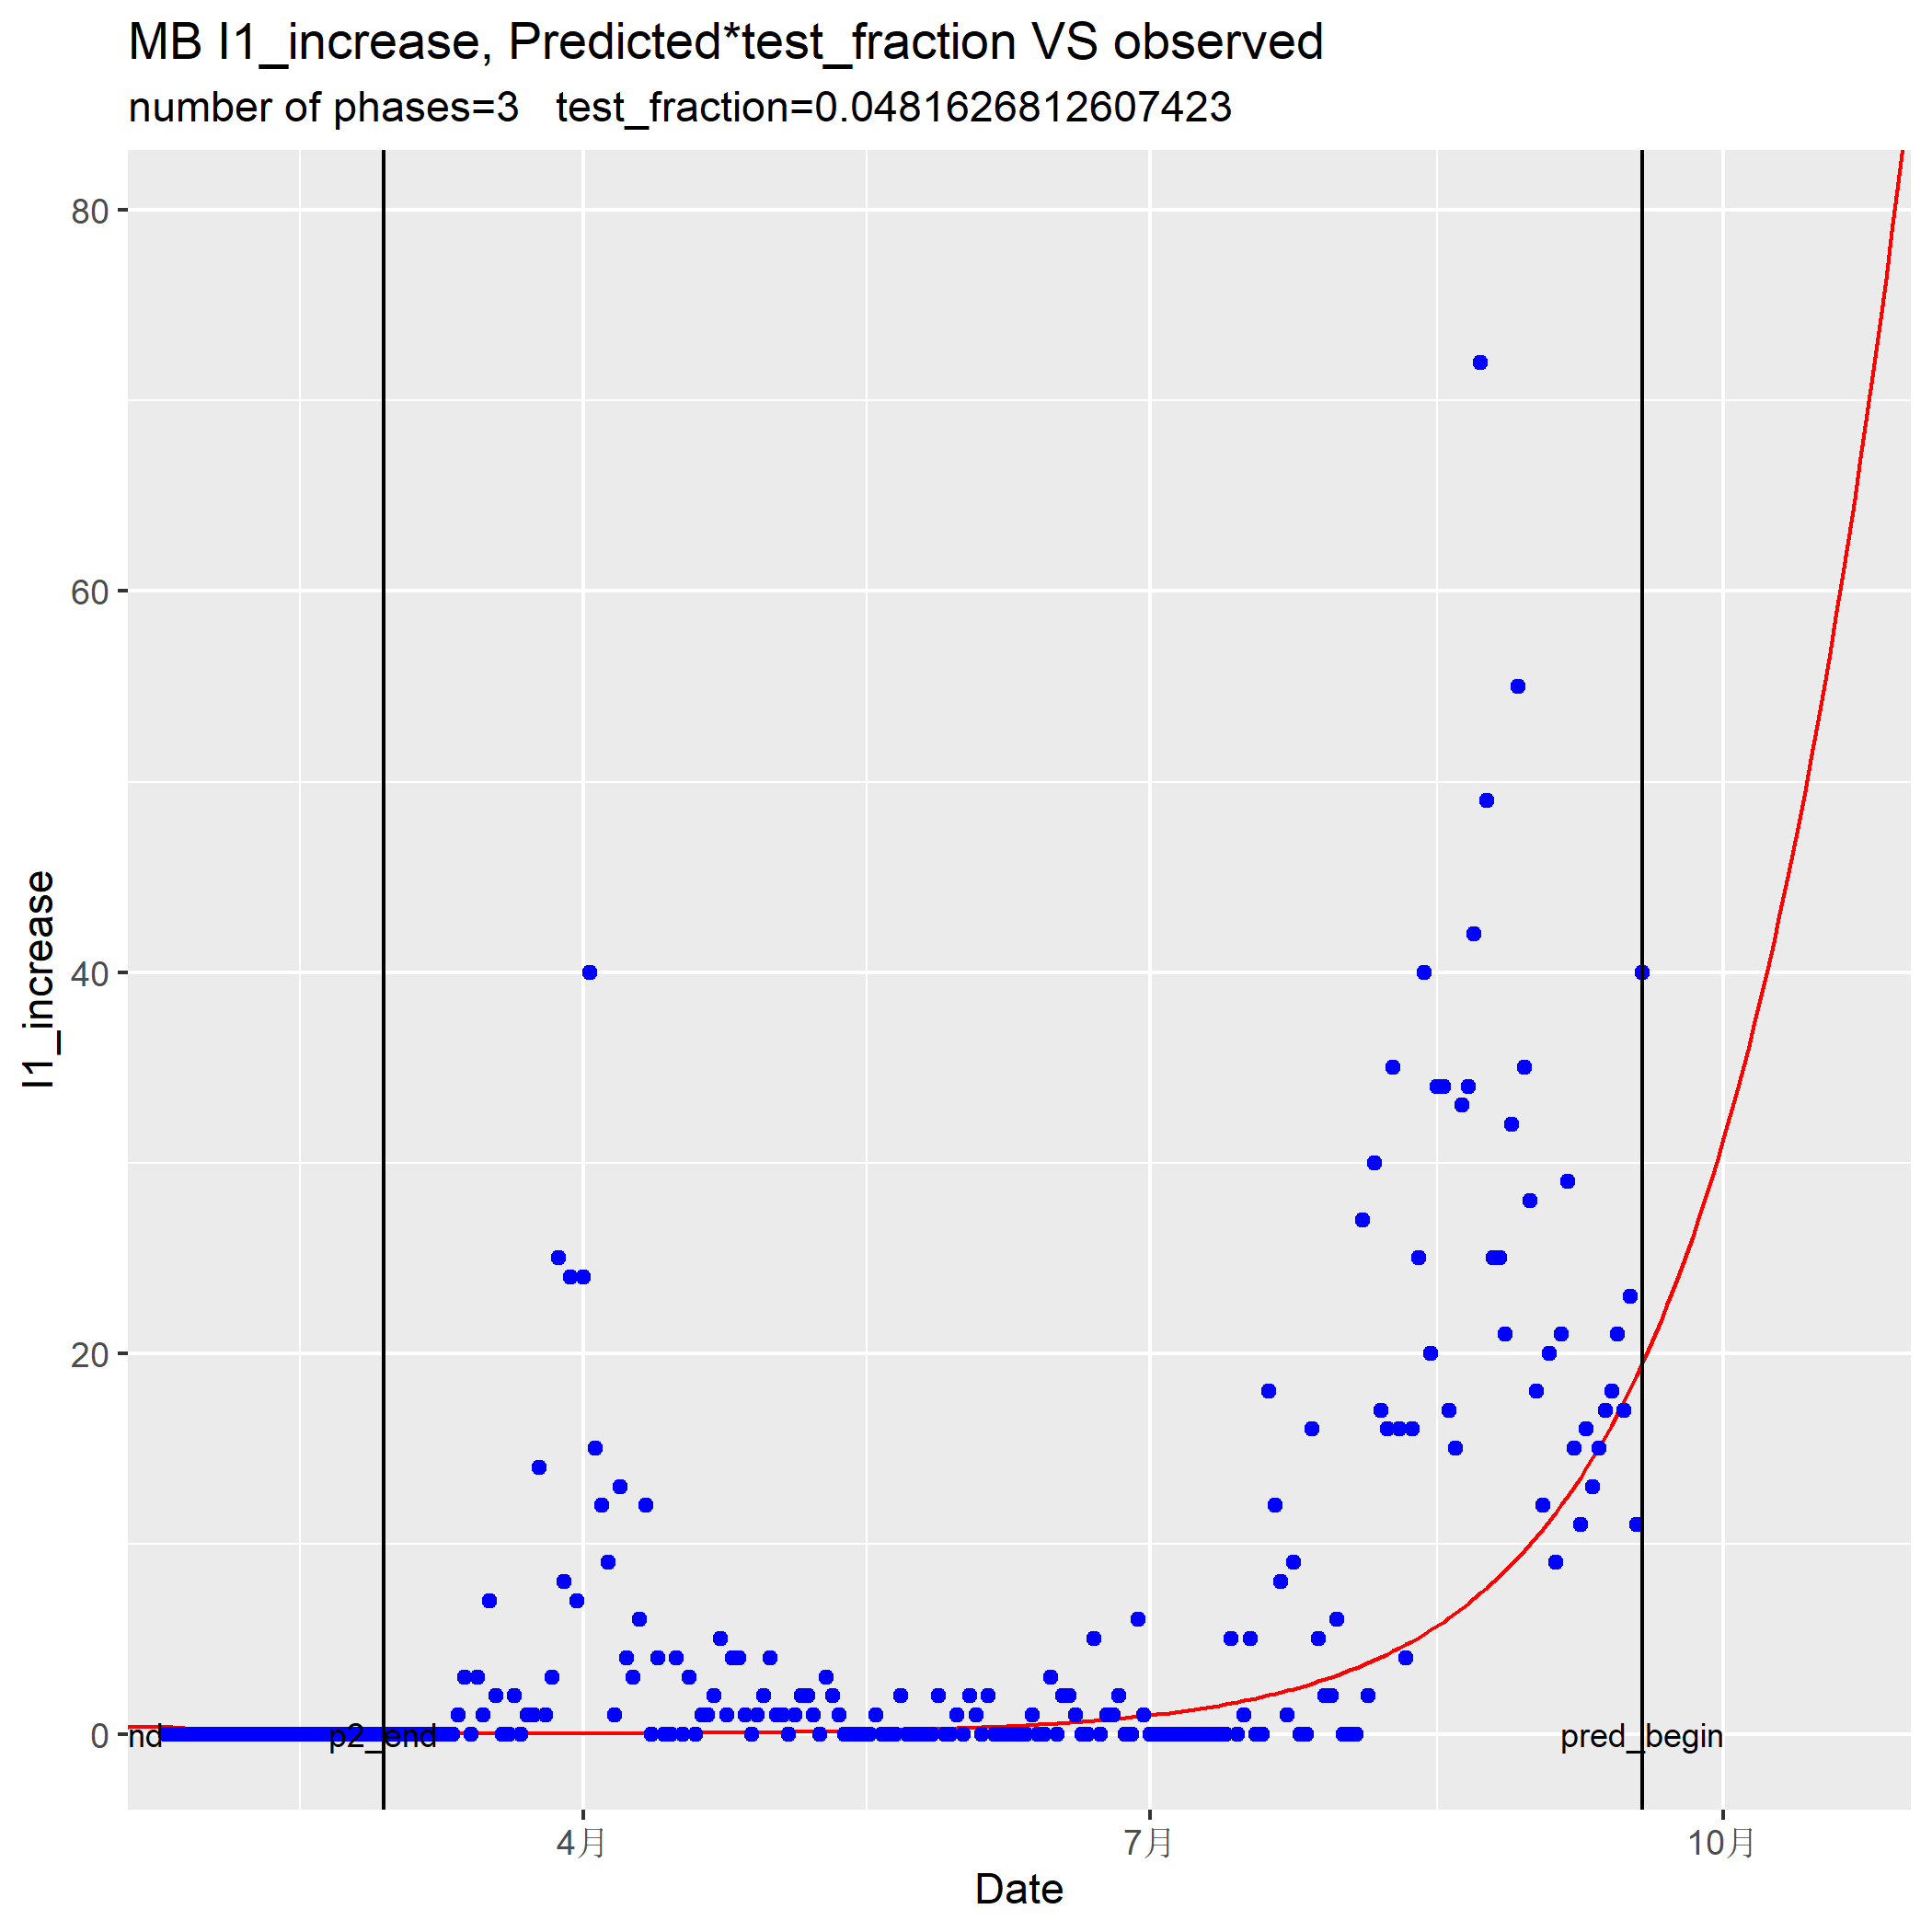 MB I1_increase, Predicted*test_fraction VS observed
number of phases=3 test_fraction=0.0481626812607423
80
60
40
20
0
I1_increase
nd
p2_end
pred_begin
4月
7月
10月
Date